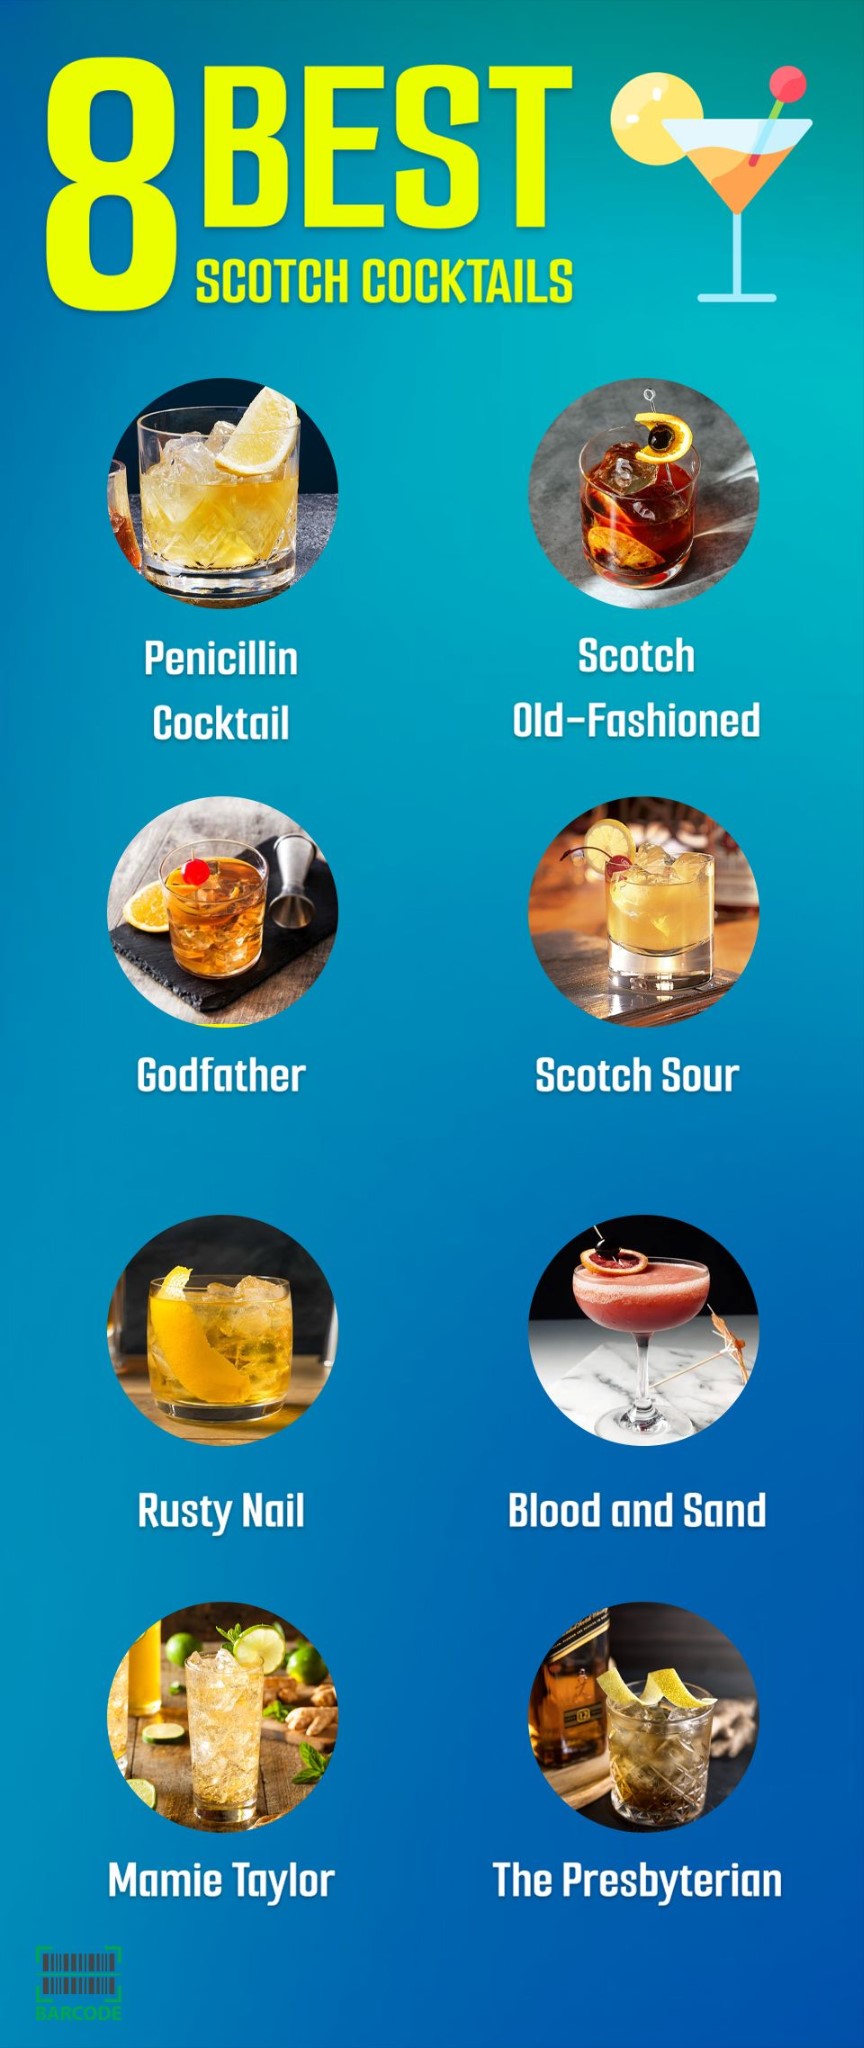 8 BEST
SCOTCH COCKTAILS
Penicillin
Cocktail
Scotch
Old-Fashioned
Godfather
Scotch Sour
Rusty Nail
Blood and Sand
Mamie Taylor
The Presbyterian
BARCODE